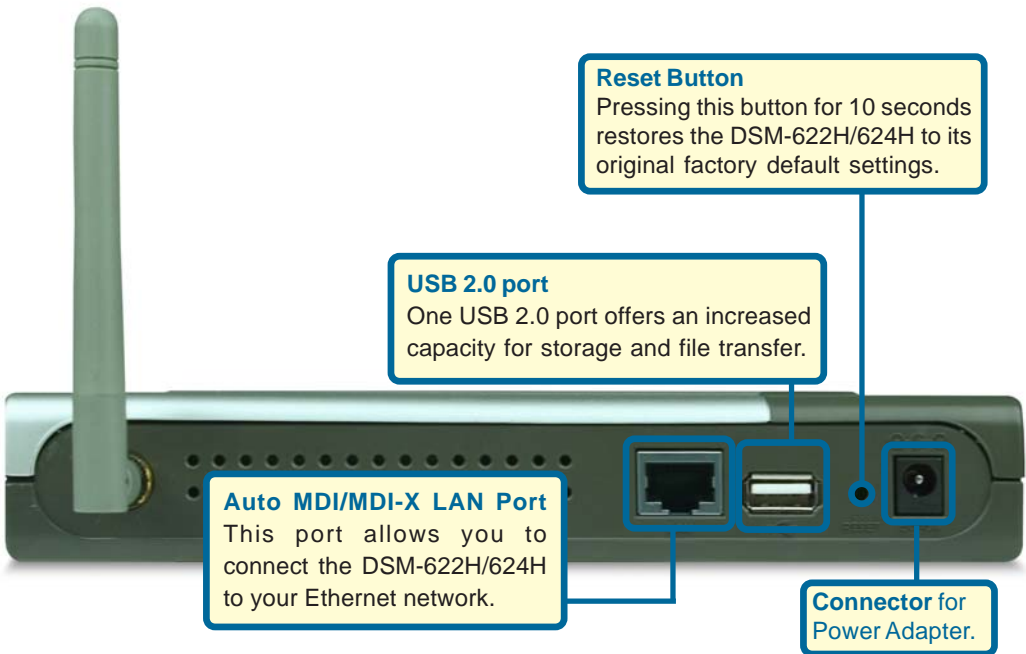 Reset Button
Pressing this button for 10 seconds
restores the DSM-622H/624H to its
original factory default settings.
USB 2.0 port
One USB 2.0 port offers an increased
capacity for storage and file transfer.
Auto MDI/MDI-X LAN Port
This port allows you to
connect the DSM-622H/624H
to your Ethernet network.
RESET
Connector for
Power Adapter.